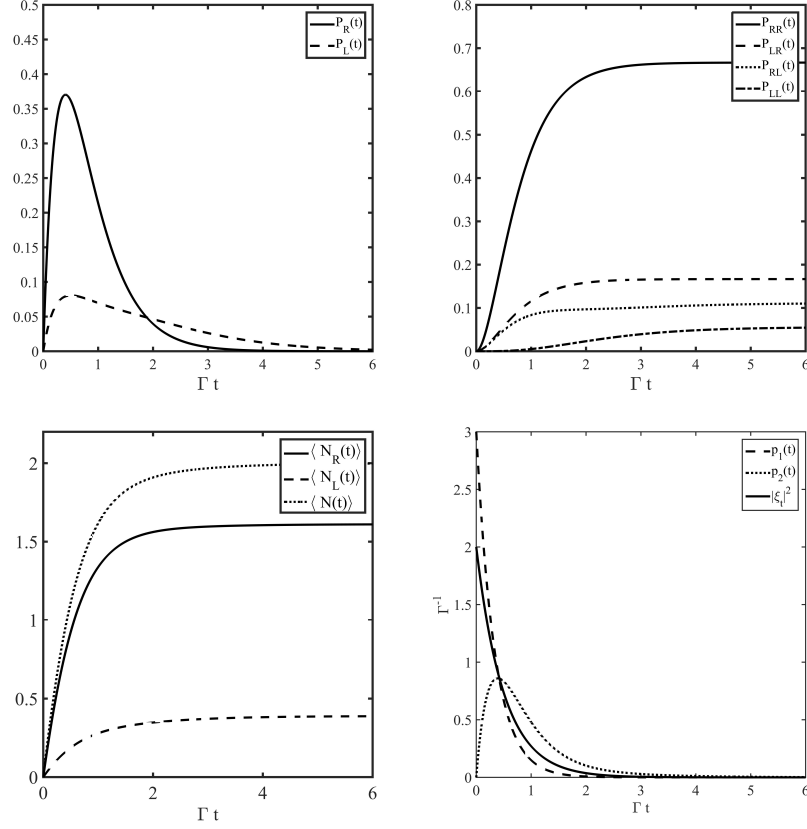 0.5
0.45
0.4
0.35
0.3
0.25
0.2
0.15
0.1
0.05
0
0 1 2 3 4 5 6
Γ t
P_R(t)
P_L(t)
0.8
0.7
0.6
0.5
0.4
0.3
0.2
0.1
0
0 1 2 3 4 5 6
Γ t
P_RR(t)
P_LR(t)
P_RL(t)
P_LL(t)
2
1.5
1
0.5
0
0 2 4 6
Γ t
⟨ N_R(t)⟩
⟨ N_L(t)⟩
⟨ N(t)⟩
3
2.5
2
1.5
1
0.5
0
Γ^-1
0 1 2 3 4 5 6
Γ t
p_1(t)
p_2(t)
|ξ_t|^2